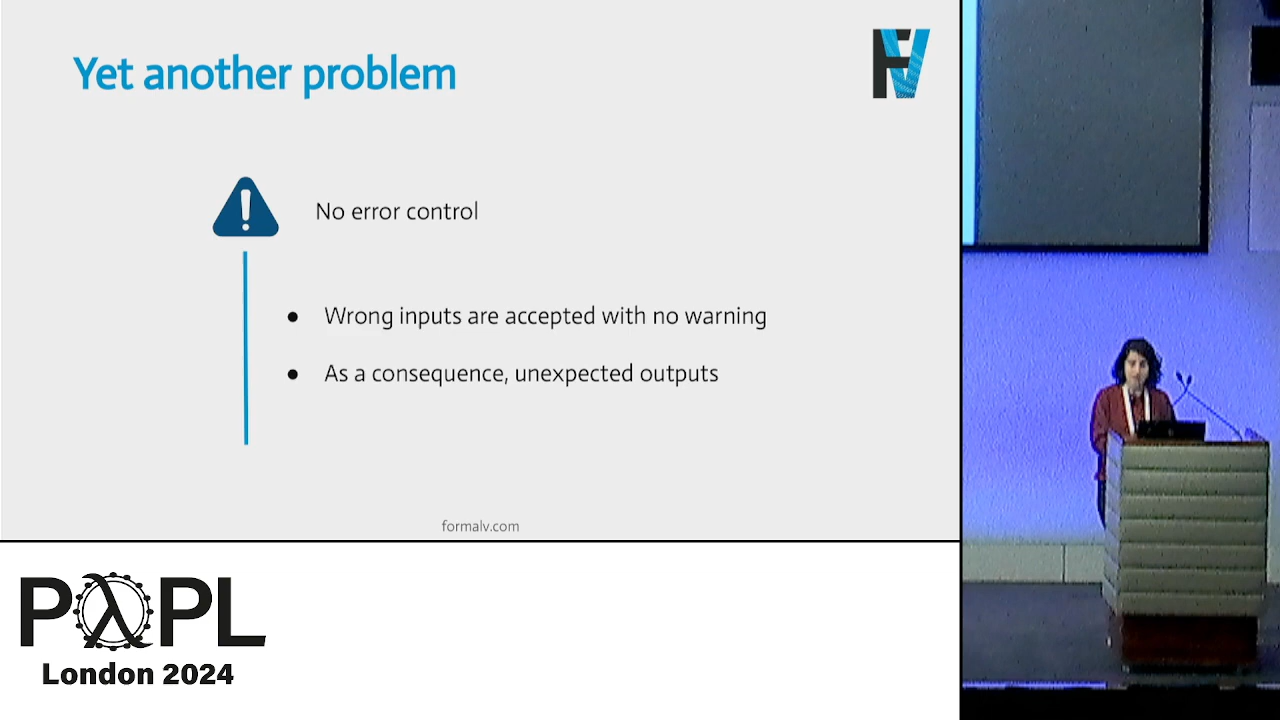 Yet another problem
FV
No error control
● Wrong inputs are accepted with no warning
● As a consequence, unexpected outputs
formalv.com
PλPL
London 2024